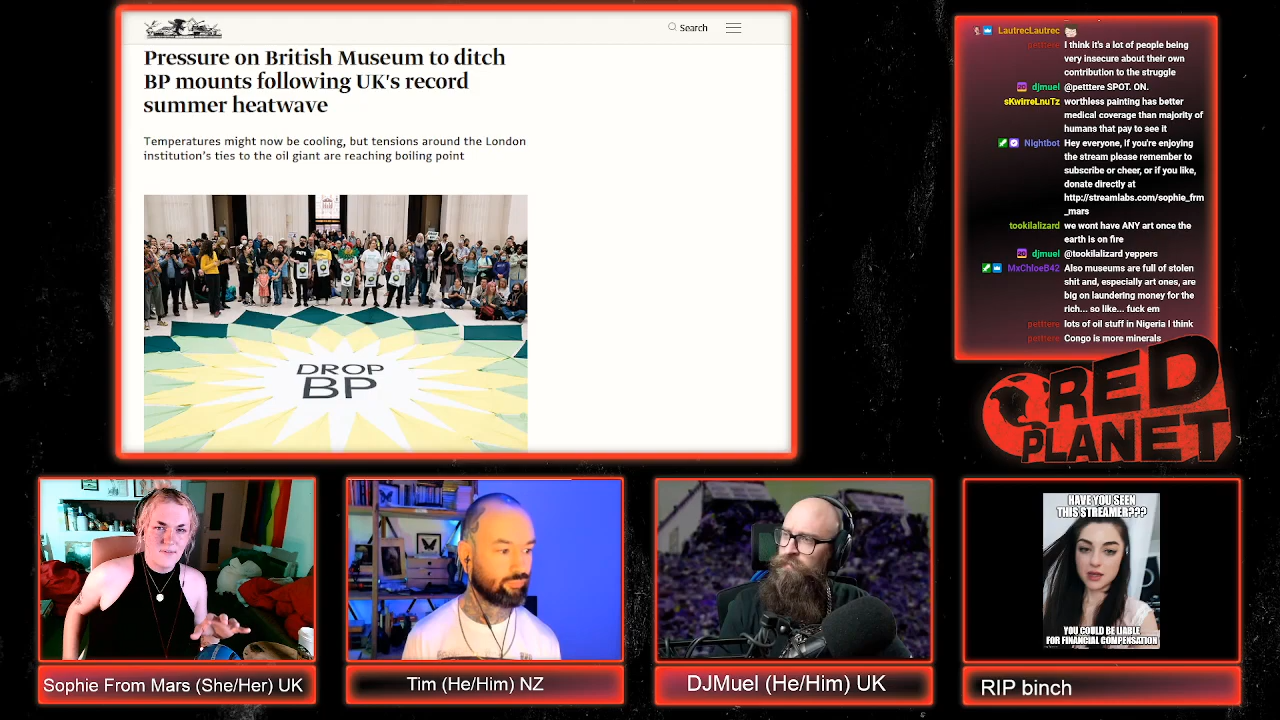 Search
Pressure on British Museum to ditch
BP mounts following UK's record
summer heatwave
Temperatures might now be cooling, but tensions around the London
institution's ties to the oil giant are reaching boiling point
DROP
BP
LautrecLautrec
petttere I think it's a lot of people being
very insecure about their own
contribution to the struggle
djmuel @petttere SPOT. ON.
sKwirreLnuTz worthless painting has better
medical coverage than majority of
humans that pay to see it
Nightbot Hey everyone, if you're enjoying
the stream please remember to
subscribe or cheer, or if you like,
donate directly at
http://streamlabs.com/sophie_frm
_mars
tookilalizard we wont have ANY art once the
earth is on fire
djmuel @tookilalizard yeppers
MxChloeB42 Also museums are full of stolen
shit and, especially art ones, are
big on laundering money for the
rich... so like... fuck em
petttere lots of oil stuff in Nigeria I think
petttere Congo is more minerals
RED
PLANET
HAVE YOU SEEN
THIS STREAMER???
YOU COULD BE LIABLE
FOR FINANCIAL COMPENSATION
Sophie From Mars (She/Her) UK
Tim (He/Him) NZ
DJMuel (He/Him) UK
RIP binch